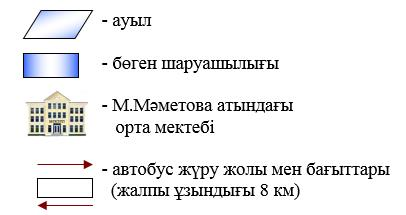 - ауыл
- бөген шаруашылығы
- М.Мәметова атындағы
орта мектебі
- автобус жүру жолы мен бағыттары
(жалпы ұзындығы 8 км)